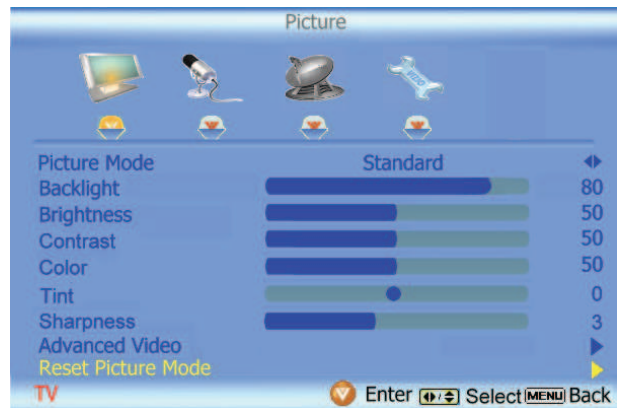 Picture
VIZIO
Picture Mode Standard
Backlight 80
Brightness 50
Contrast 50
Color 50
Tint 0
Sharpness 3
Advanced Video
Reset Picture Mode
TV Enter Select MENU Back